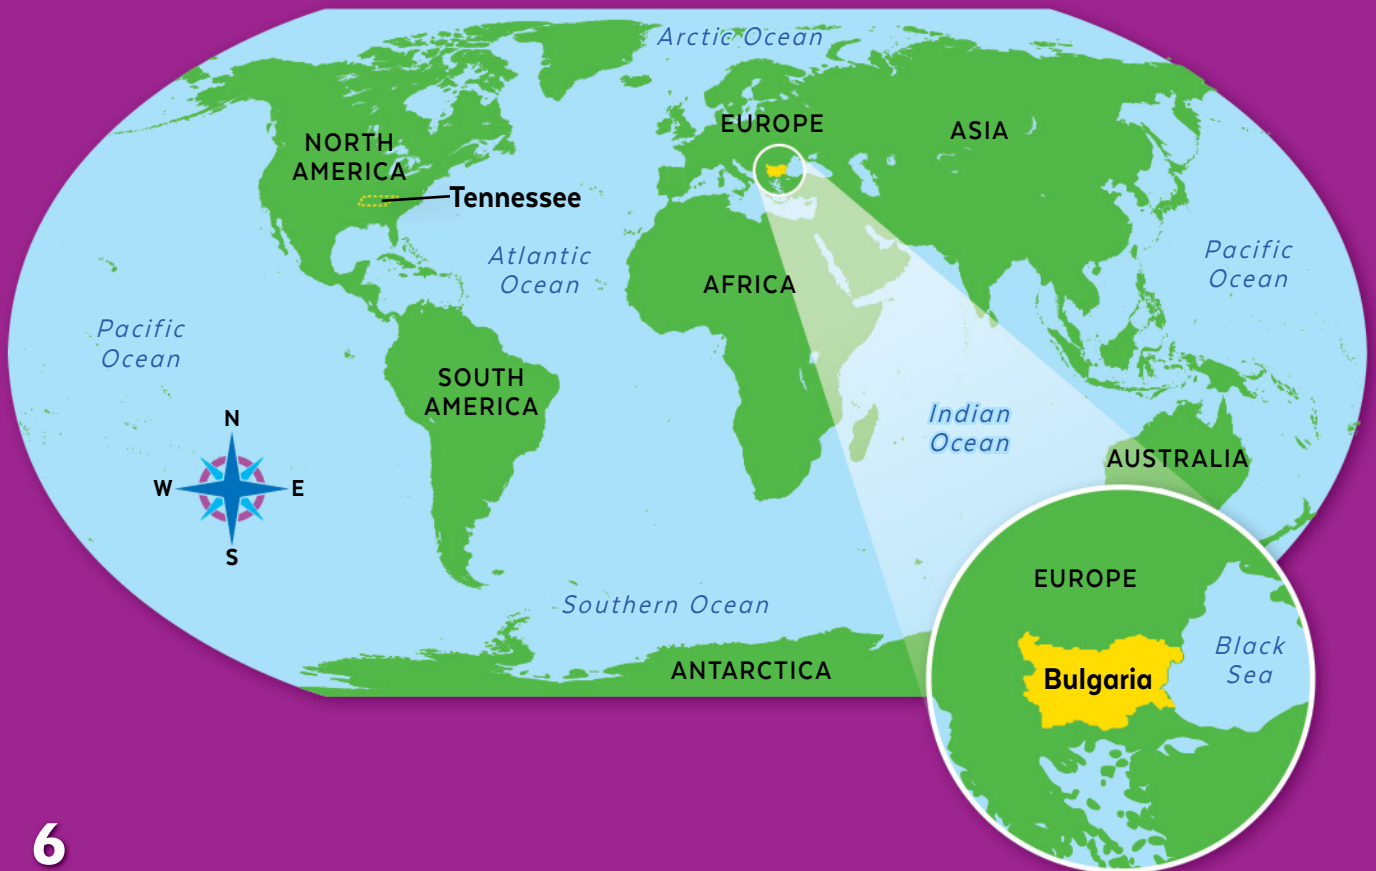 Arctic Ocean
EUROPE
ASIA
NORTH
AMERICA
Tennessee
Atlantic
Ocean
AFRICA
Pacific
Ocean
Pacific
Ocean
SOUTH
AMERICA
Indian
Ocean
AUSTRALIA
N
W
E
S
Southern Ocean
ANTARCTICA
EUROPE
Black
Sea
Bulgaria
6